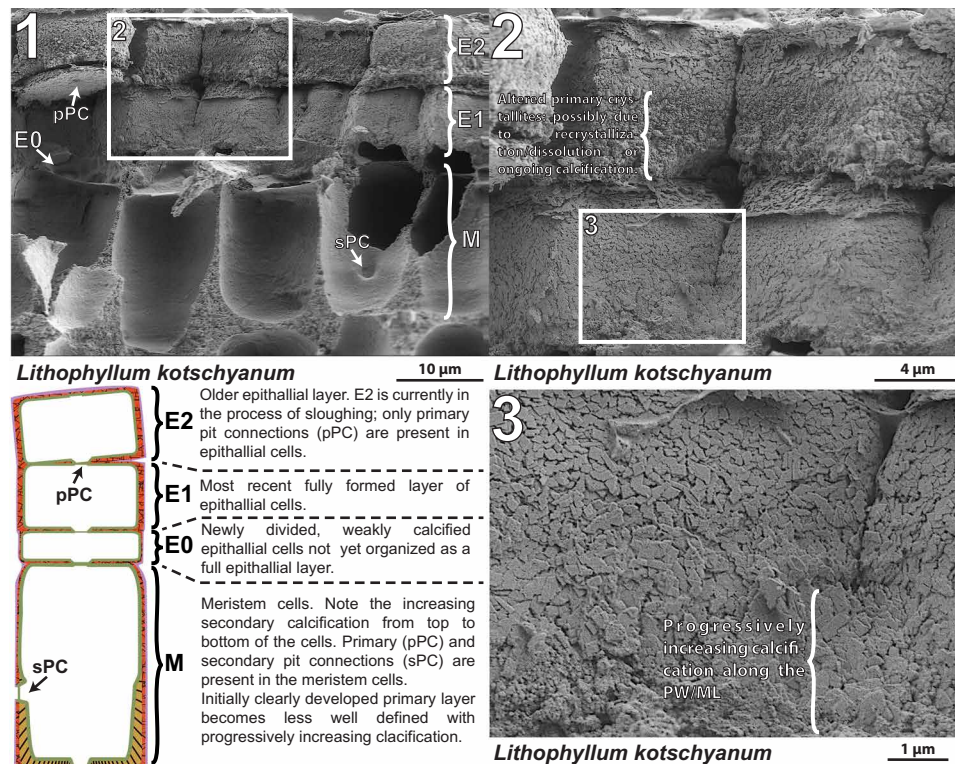 1
2
E2
pPC
E1
E0
M
sPC
Lithophyllum kotschyanum
10 µm
2
Altered primary crys-
tallites: possibly due
to recrystalliza
tion/dissolution or
ongoing calcification.
3
Lithophyllum kotschyanum
4 µm
E2
Older epithallial layer. E2 is currently in
the process of sloughing; only primary
pit connections (pPC) are present in
epithallial cells.
pPC
E1
Most recent fully formed layer of
epithallial cells.
E0
Newly divided, weakly calcified
epithallial cells not yet organized as a
full epithallial layer.
M
sPC
Meristem cells. Note the increasing
secondary calcification from top to
bottom of the cells. Primary (pPC) and
secondary pit connections (sPC) are
present in the meristem cells.
Initially clearly developed primary layer
becomes less well defined with
progressively increasing clacification.
3
Progressively
increasing calcifi
cation along the
PW/ML
Lithophyllum kotschyanum
1 µm